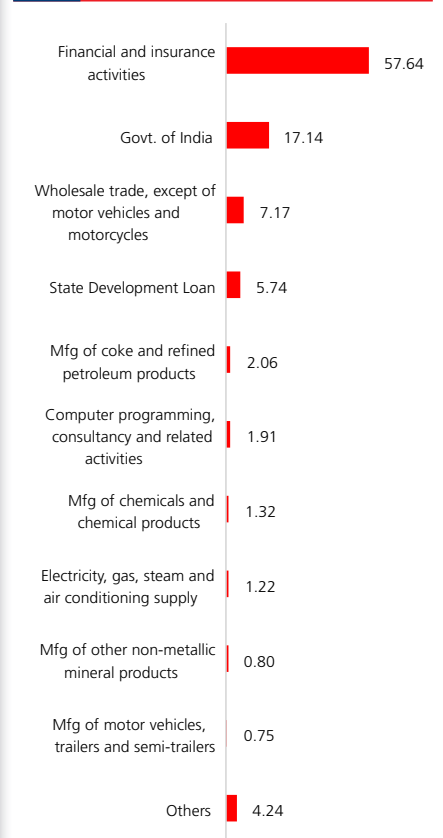 Financial and insurance
activities
57.64
Govt. of India
17.14
Wholesale trade, except of
motor vehicles and
motorcycles
7.17
State Development Loan
5.74
Mfg of coke and refined
petroleum products
2.06
Computer programming,
consultancy and related
activities
1.91
Mfg of chemicals and
chemical products
1.32
Electricity, gas, steam and
air conditioning supply
1.22
Mfg of other non-metallic
mineral products
0.80
Mfg of motor vehicles,
trailers and semi-trailers
0.75
Others
4.24